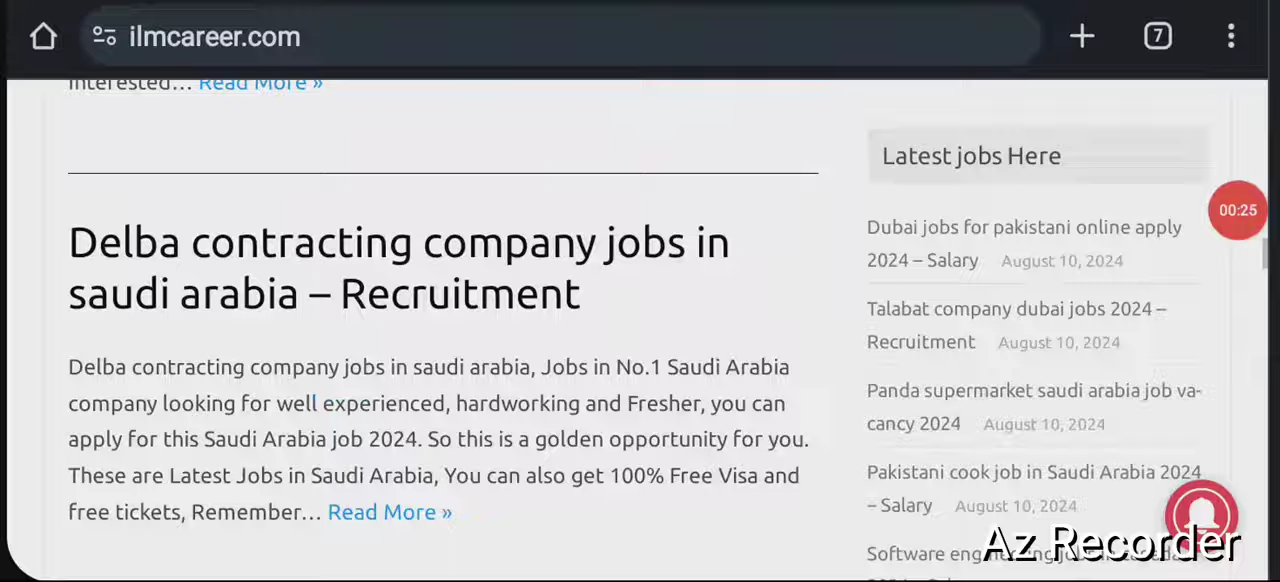 ilmcareer.com
7
interested... Read More »
Delba contracting company jobs in
saudi arabia – Recruitment
Delba contracting company jobs in saudi arabia, Jobs in No.1 Saudi Arabia
company looking for well experienced, hardworking and Fresher, you can
apply for this Saudi Arabia job 2024. So this is a golden opportunity for you.
These are Latest Jobs in Saudi Arabia, You can also get 100% Free Visa and
free tickets, Remember... Read More »
Latest jobs Here
Dubai jobs for pakistani online apply
2024 – Salary August 10, 2024
Talabat company dubai jobs 2024 –
Recruitment August 10, 2024
Panda supermarket saudi arabia job va-
cancy 2024 August 10, 2024
Pakistani cook job in Saudi Arabia 2024
– Salary August 10, 2024
Software jobs
00:25
Az Recorder